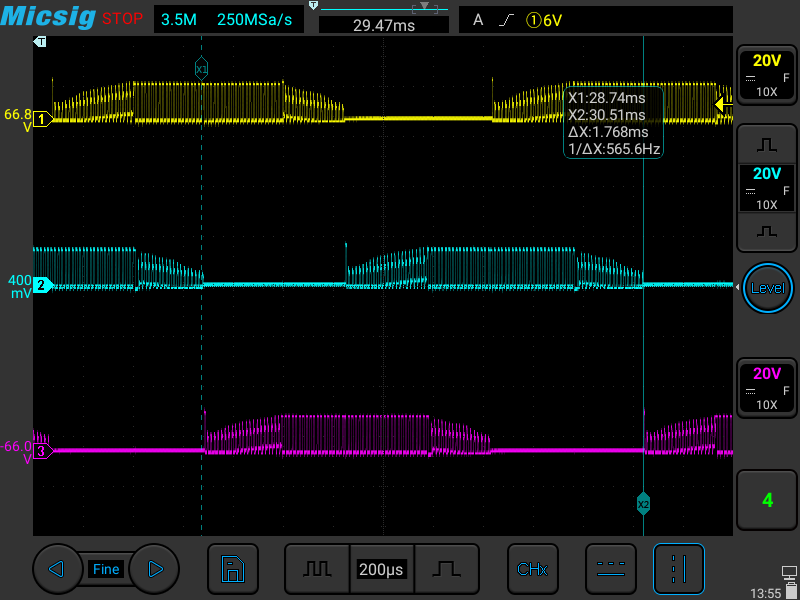 Micsig STOP 3.5M 250MSa/s T 29.47ms A ①6V
T
X1
20V
F
10X
X1:28.74ms
X2:30.51ms
ΔX:1.768ms
1/ΔX:565.6Hz
66.8 1
V
20V
F
10X
400 2
mV
Level
20V
F
10X
-66.0 3
V
X2
4
Fine 200µs CHx
13:55